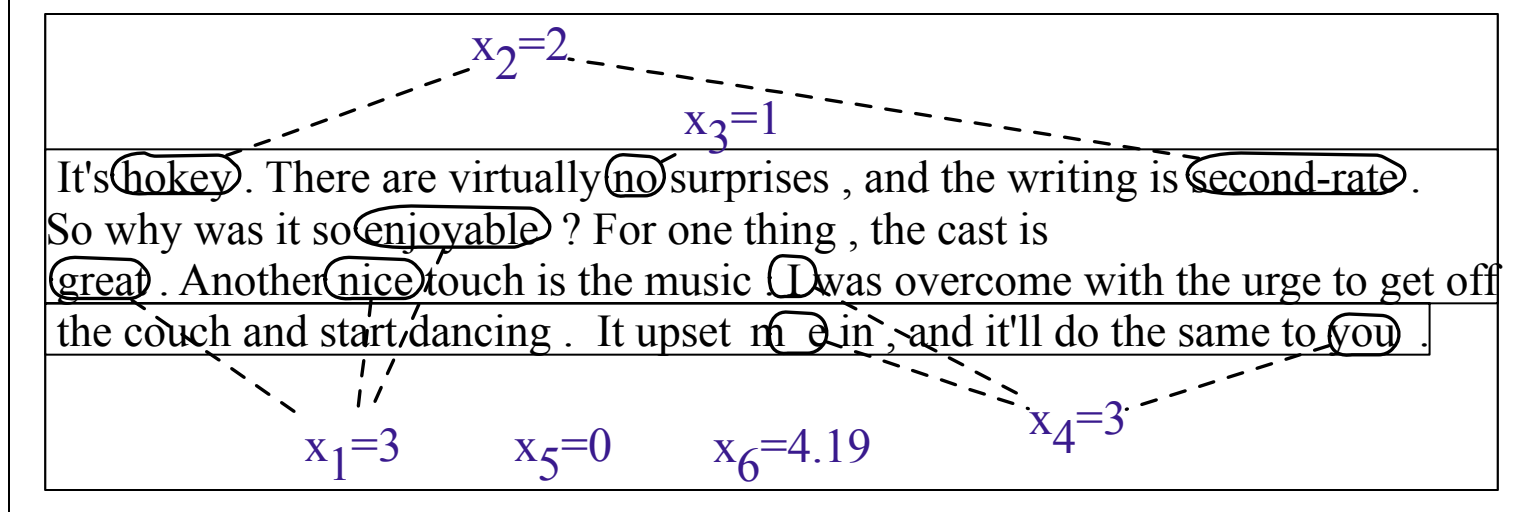 x2=2
x3=1
It's hokey . There are virtually no surprises , and the writing is second-rate .
So why was it so enjoyable ? For one thing , the cast is
great . Another nice touch is the music . I was overcome with the urge to get off
the couch and start dancing . It upset m e in , and it'll do the same to you .
x4=3
x1=3 x5=0 x6=4.19